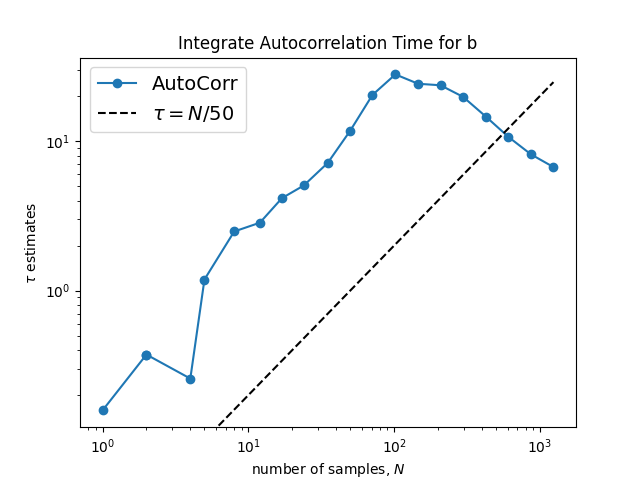 Integrate Autocorrelation Time for b
AutoCorr
τ = N/50
τ estimates
10¹
10⁰
10⁰
10¹
10²
10³
number of samples, N